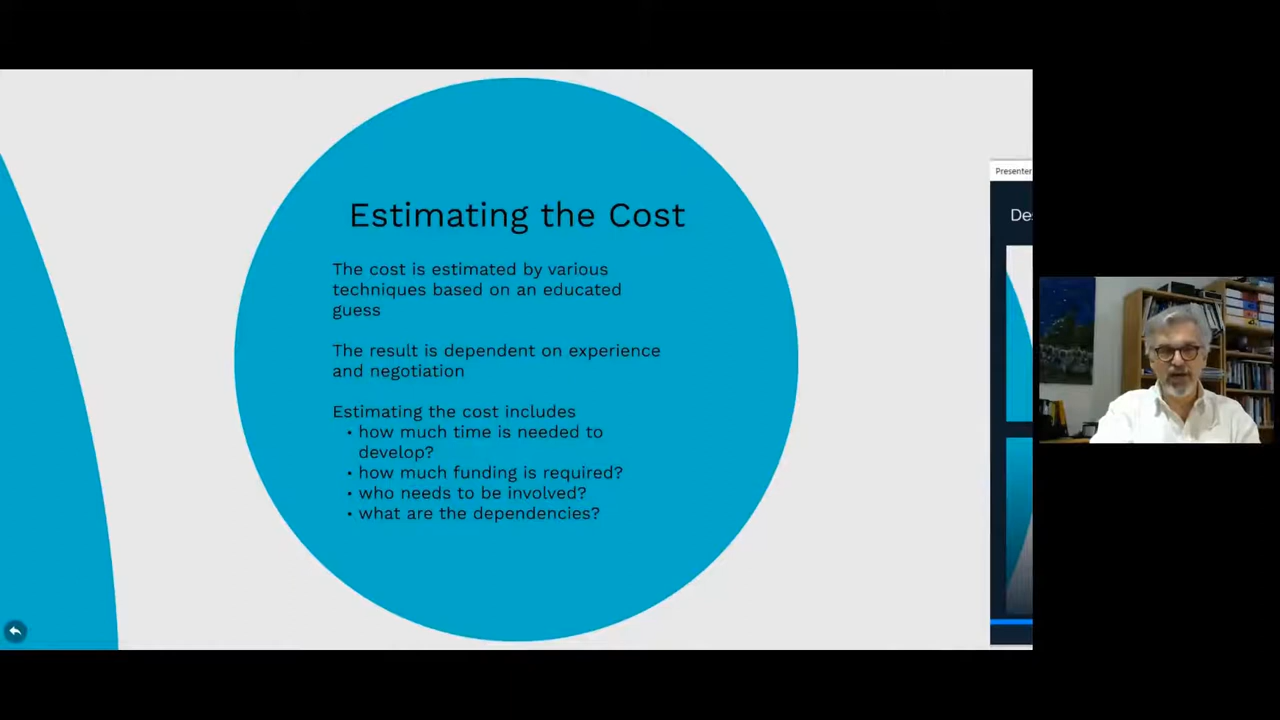 Estimating the Cost
The cost is estimated by various
techniques based on an educated
guess
The result is dependent on experience
and negotiation
Estimating the cost includes
• how much time is needed to
develop?
• how much funding is required?
• who needs to be involved?
• what are the dependencies?
Presenter
De